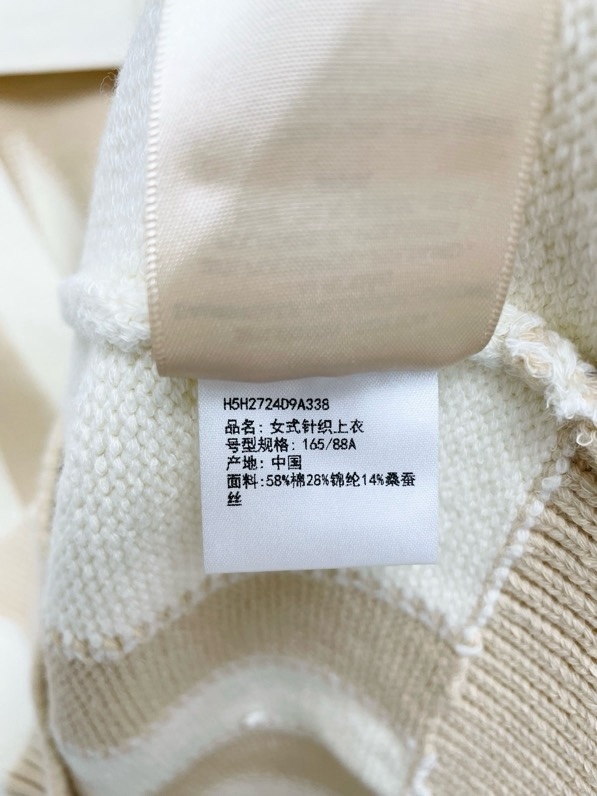 H5H2724D9A338
品名: 女式针织上衣
号型规格: 165/88A
产地: 中国
面料:58%棉28%锦纶14%桑蚕
丝